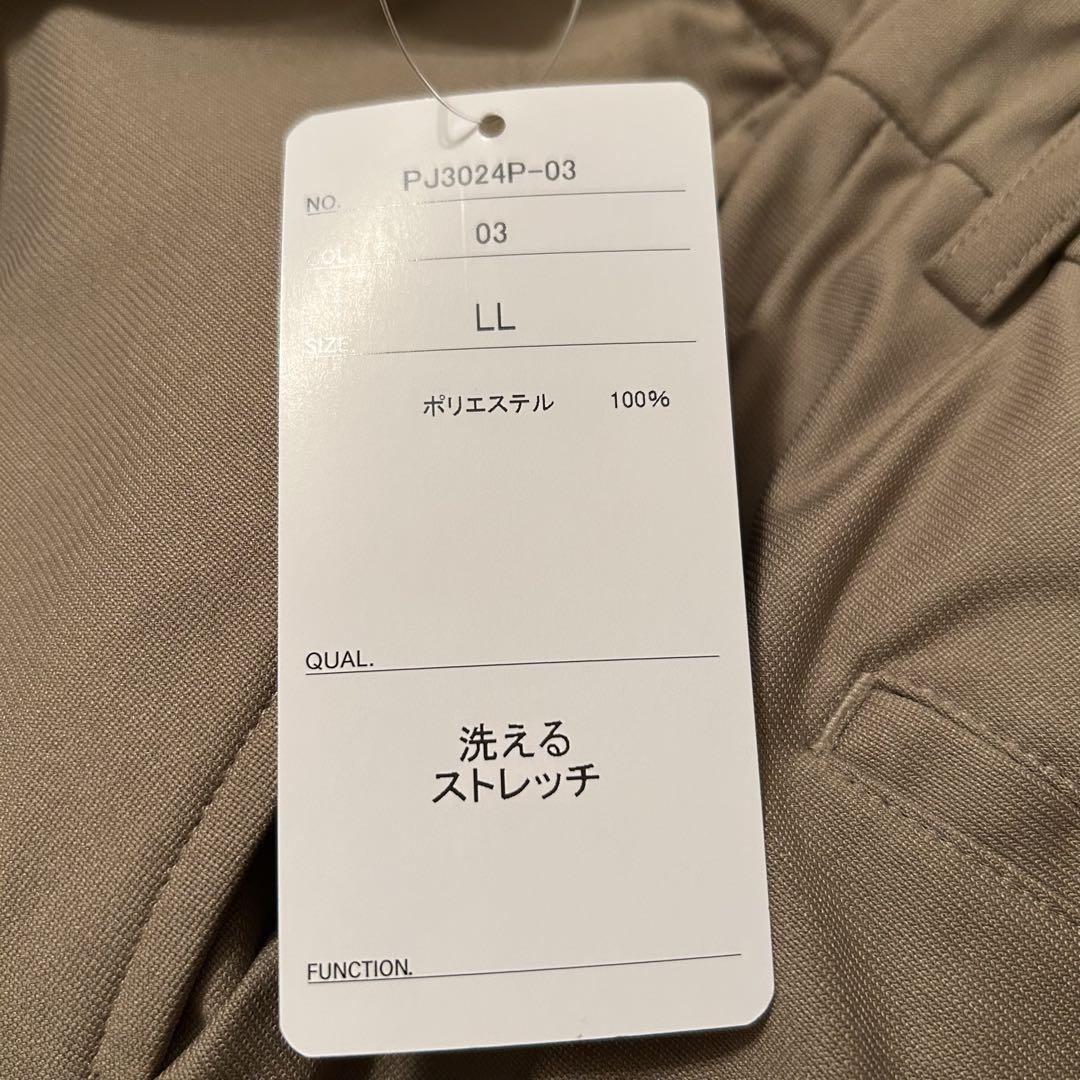 PJ3024P-03
NO.
03
COL.
LL
SIZE
ポリエステル 100%
QUAL.
洗える
ストレッチ
FUNCTION.